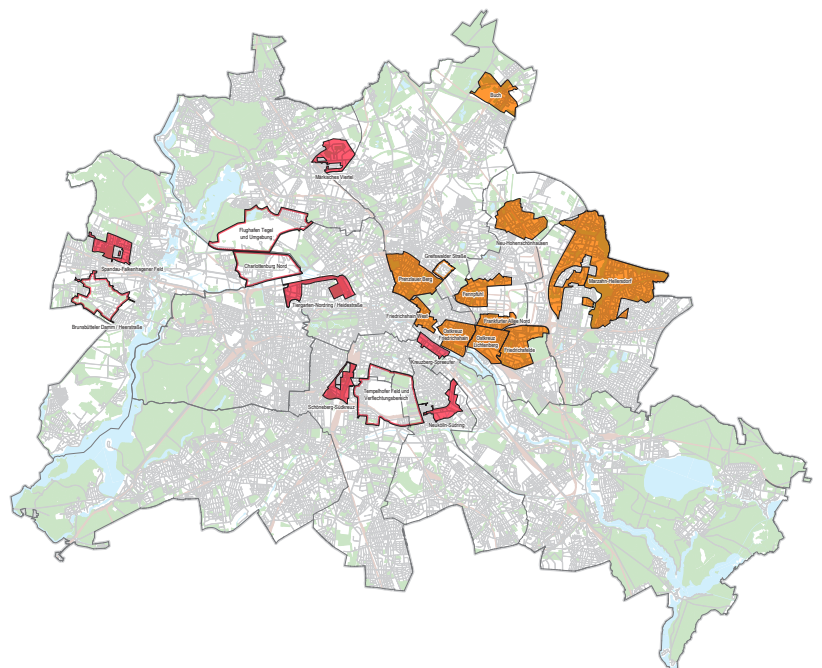 Buch
Märkisches Viertel
Flughafen Tegel
und Umgebung
Neu-Hohenschönhausen
Greifswalder Straße
Spandau-Falkenhagener Feld
Charlottenburg Nord
Prenzlauer Berg
Marzahn-Hellersdorf
Fennpfuhl
Tiergarten-Nordring / Heidestraße
Brunsbütteler Damm / Heerstraße
Friedrichshain West
Frankfurter Allee Nord
Ostkreuz
Friedrichshain
Ostkreuz
Lichtenberg
Friedrichsfelde
Kreuzberg-Spreeufer
Tempelhofer Feld und
Verflechtungsbereich
Schöneberg-Südkreuz
Neukölln-Südring